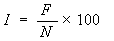 I = F/N × 100